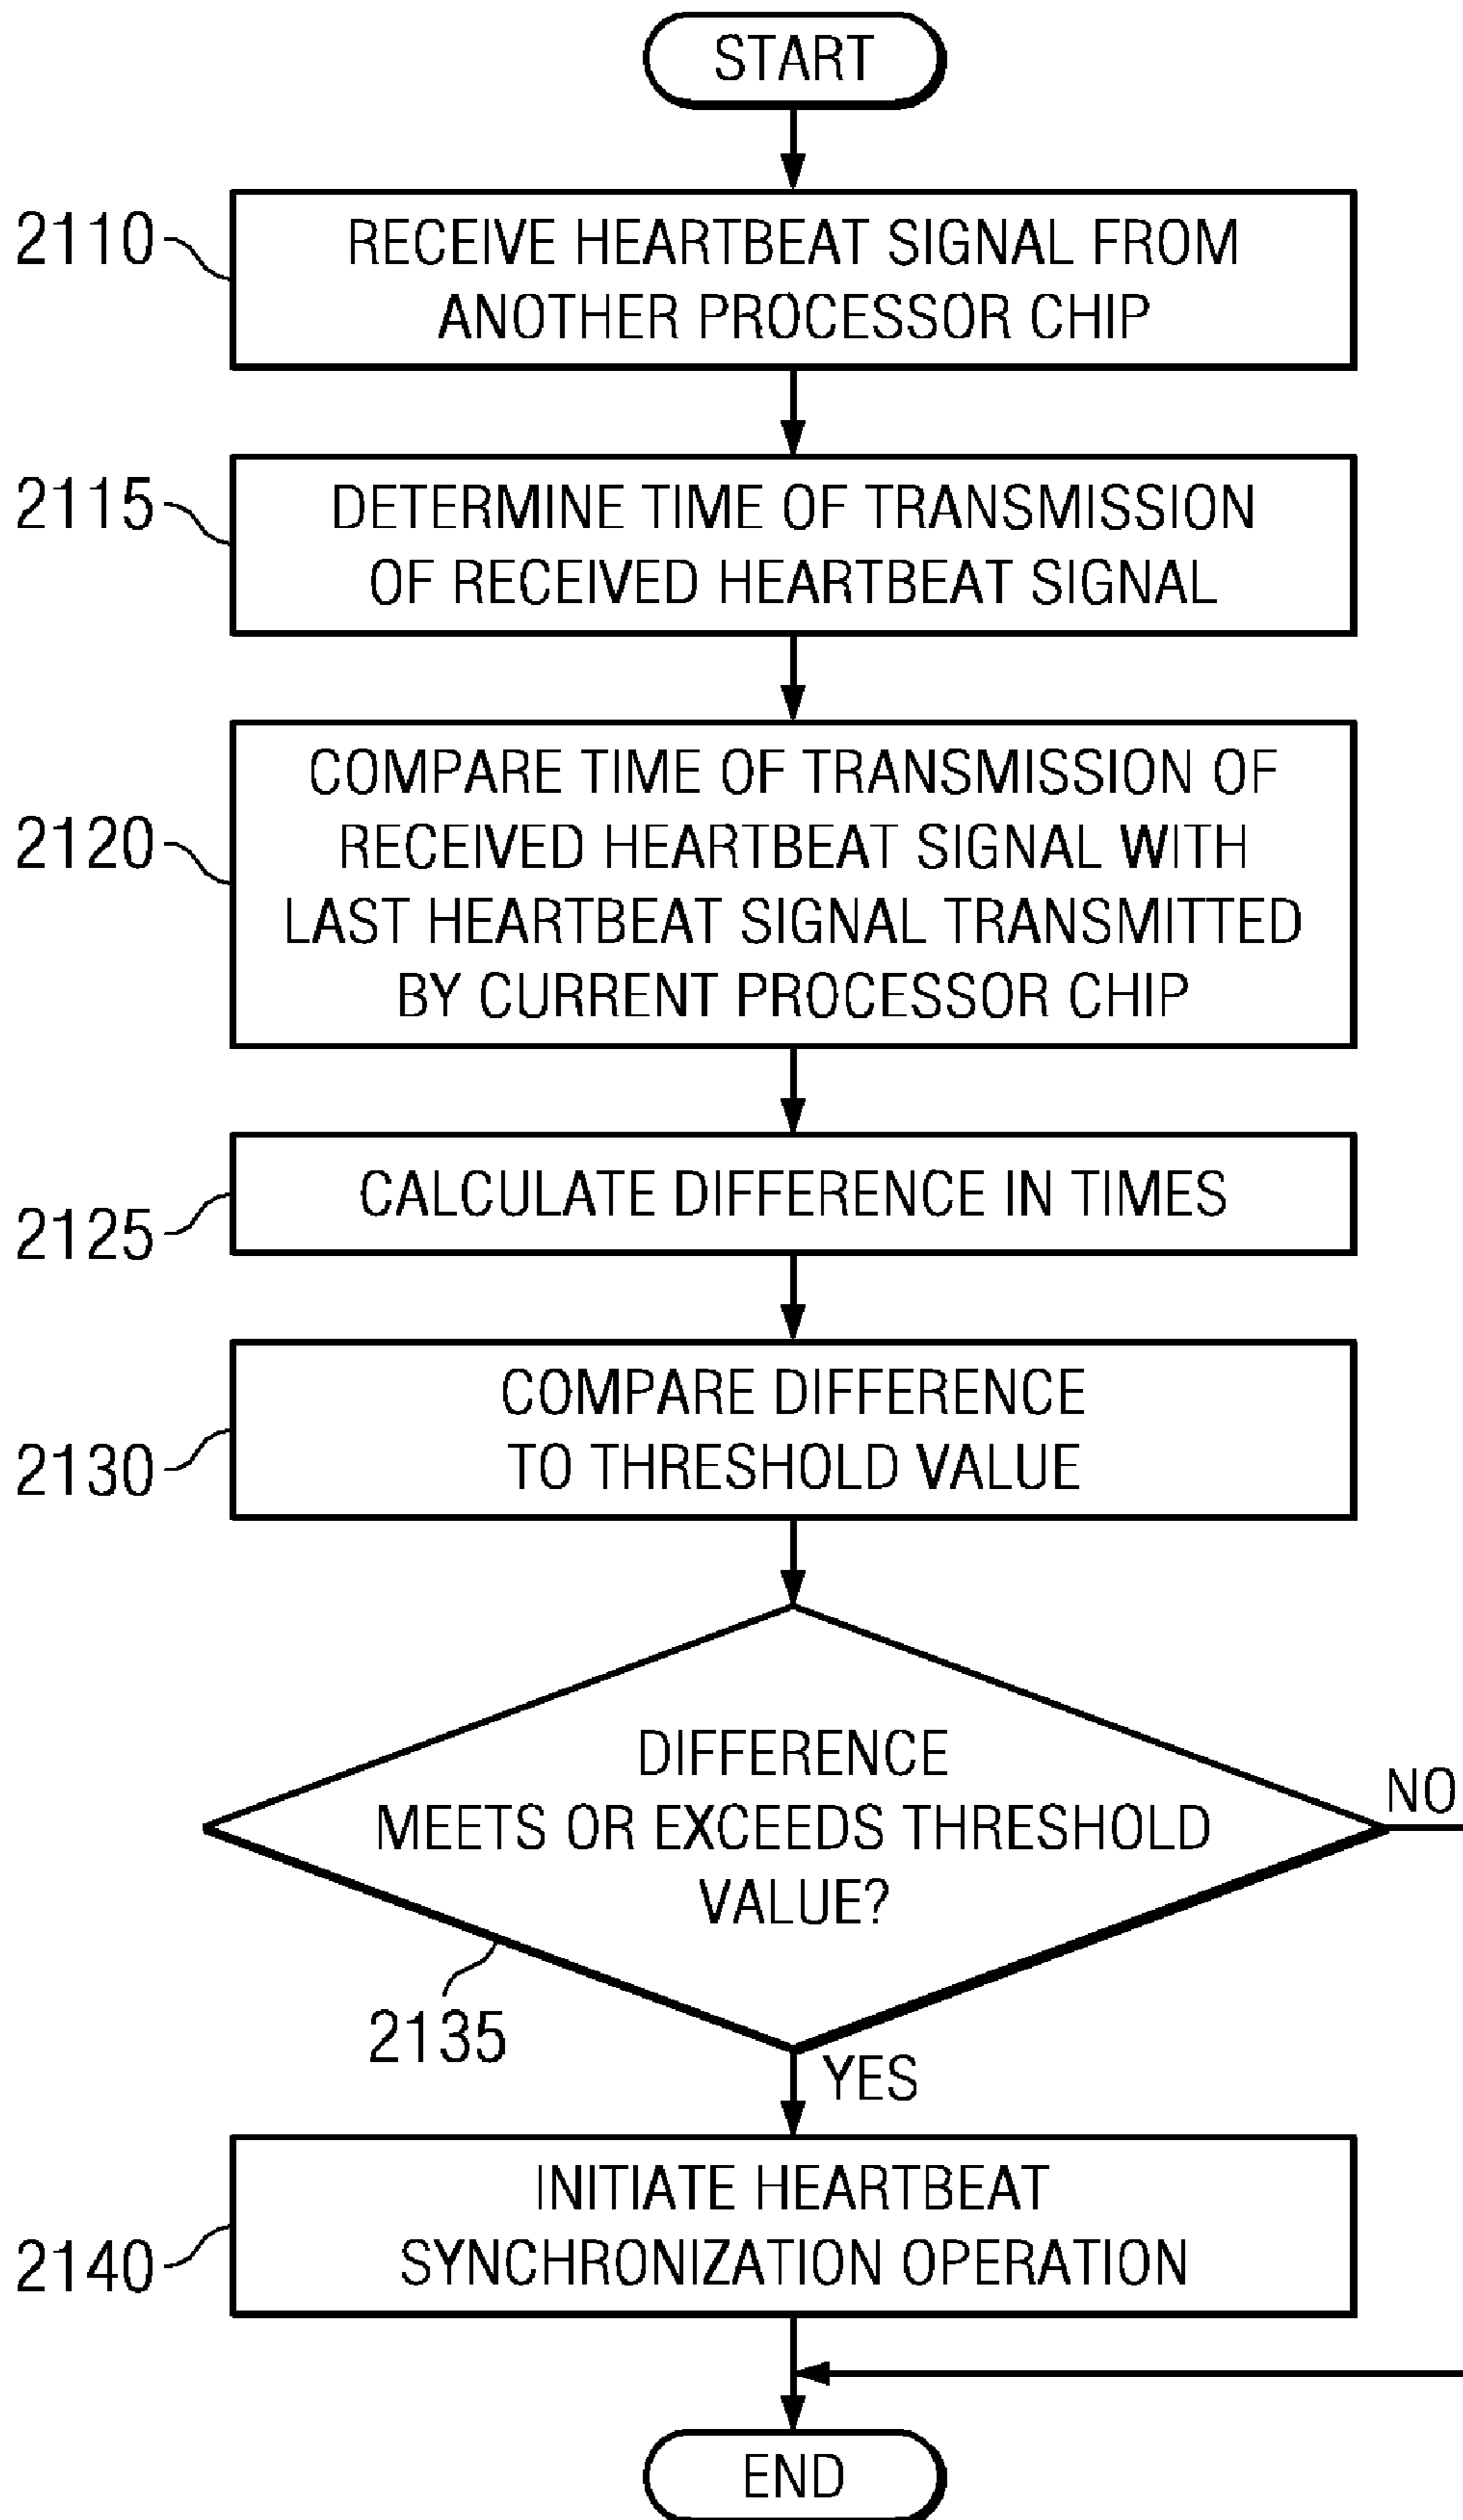 START
2110
RECEIVE HEARTBEAT SIGNAL FROM
ANOTHER PROCESSOR CHIP
2115
DETERMINE TIME OF TRANSMISSION
OF RECEIVED HEARTBEAT SIGNAL
2120
COMPARE TIME OF TRANSMISSION OF
RECEIVED HEARTBEAT SIGNAL WITH
LAST HEARTBEAT SIGNAL TRANSMITTED
BY CURRENT PROCESSOR CHIP
2125
CALCULATE DIFFERENCE IN TIMES
2130
COMPARE DIFFERENCE
TO THRESHOLD VALUE
DIFFERENCE
MEETS OR EXCEEDS THRESHOLD
VALUE?
NO
2135
YES
2140
INITIATE HEARTBEAT
SYNCHRONIZATION OPERATION
END